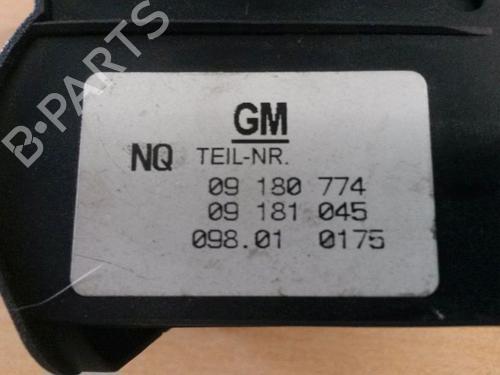 GM
NQ TEIL-NR.
09 180 774
09 181 045
098.01 0175
B-PARTS